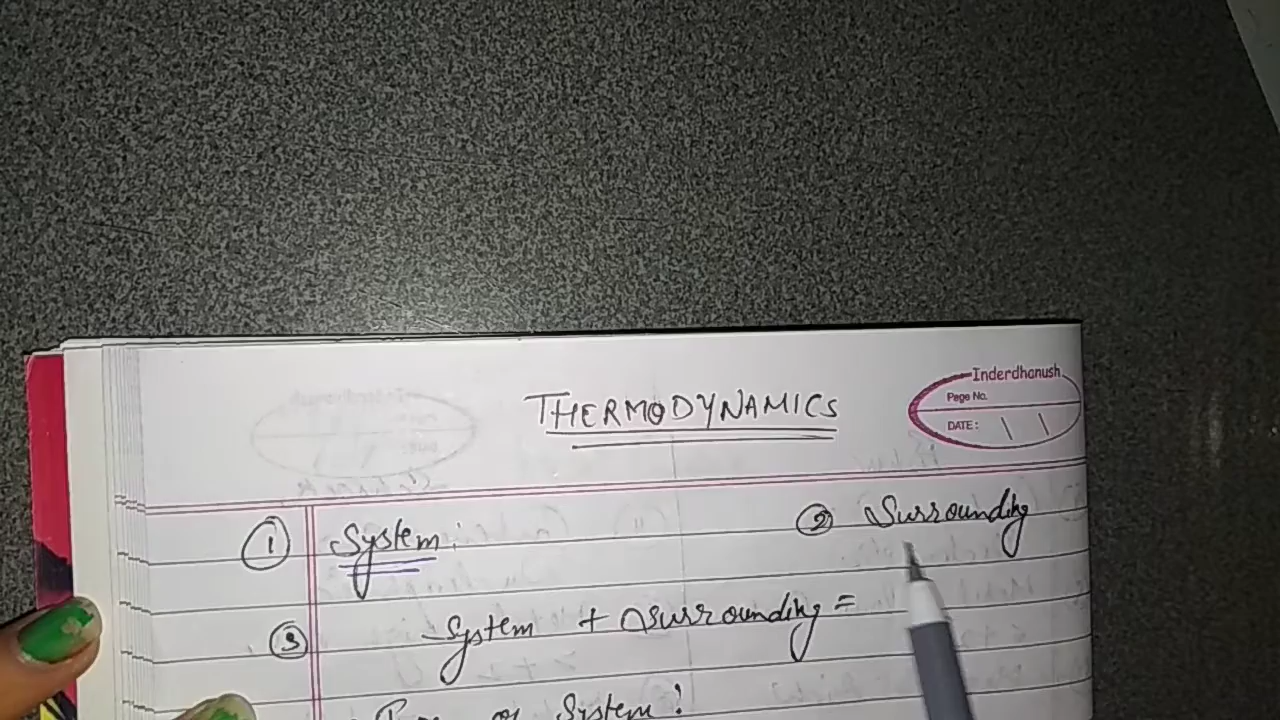 Inderdhanush
Page No.
THERMODYNAMICS
DATE:
① System: ② Surrounding
③ System + surrounding =
System: